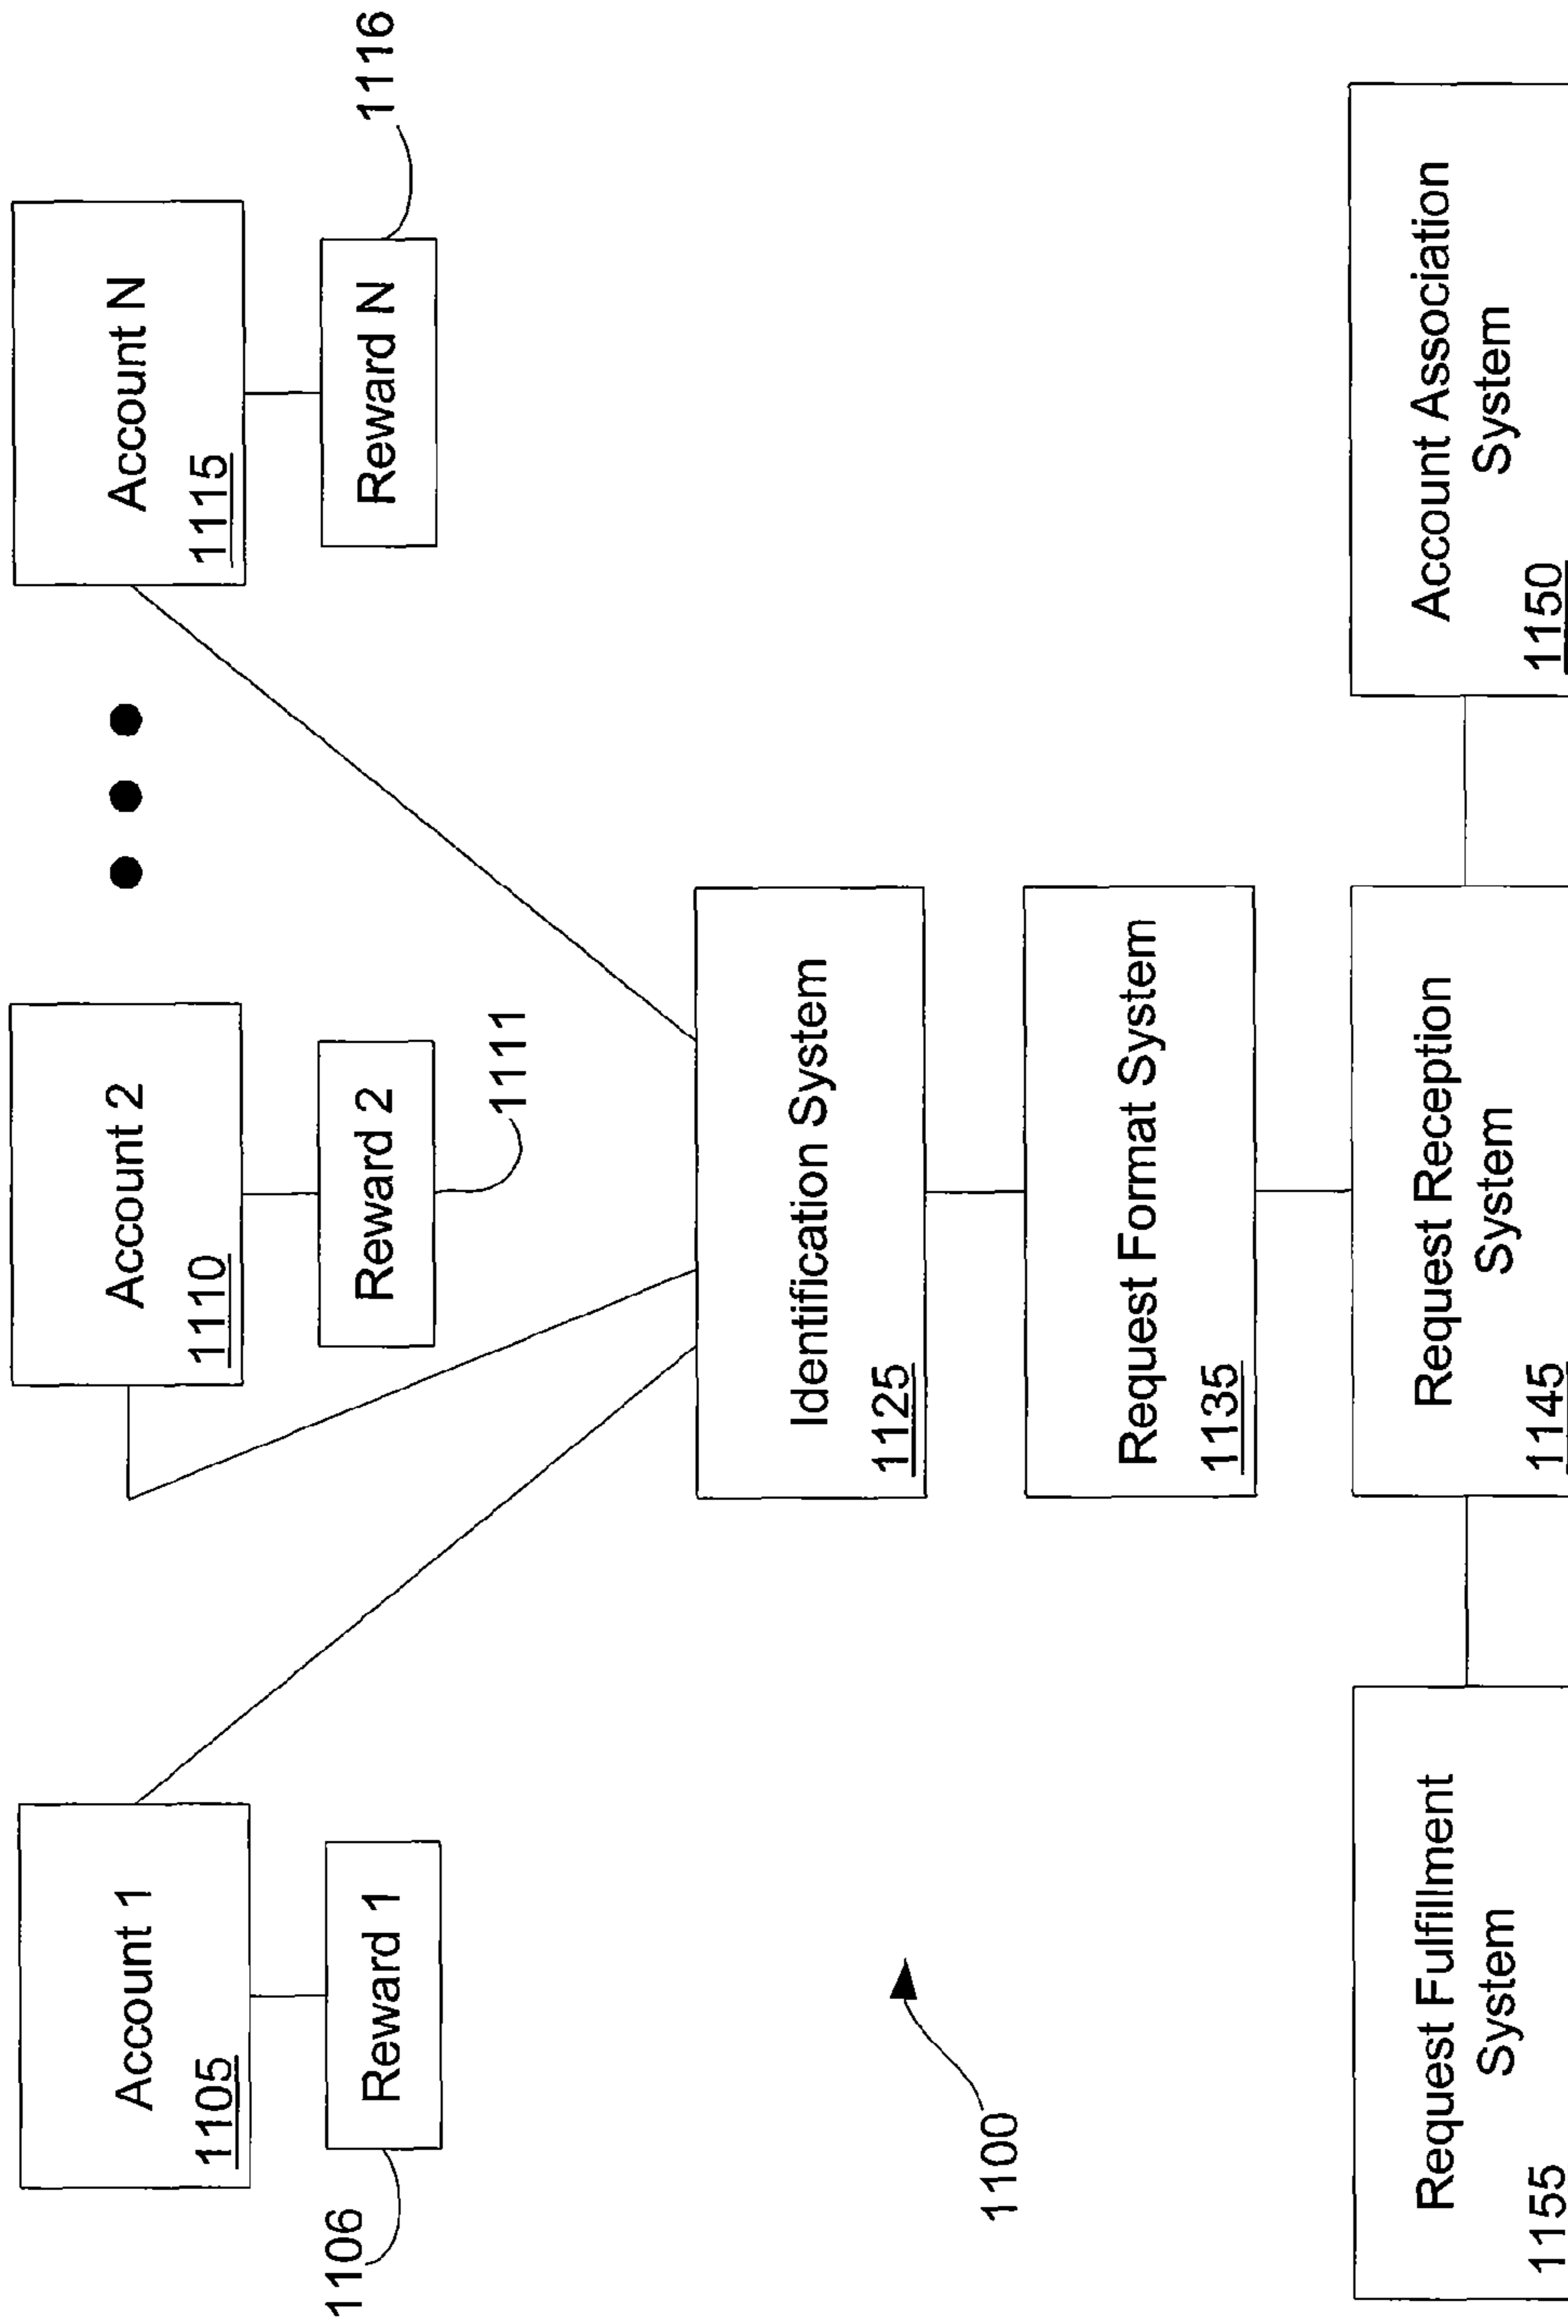 Account 1
1105
Reward 1
1106
Account 2
1110
Reward 2
1111
Account N
1115
Reward N
1116
Identification System
1125
Request Format System
1135
1100
Request Fulfillment
System
1155
Request Reception
System
1145
Account Association
System
1150